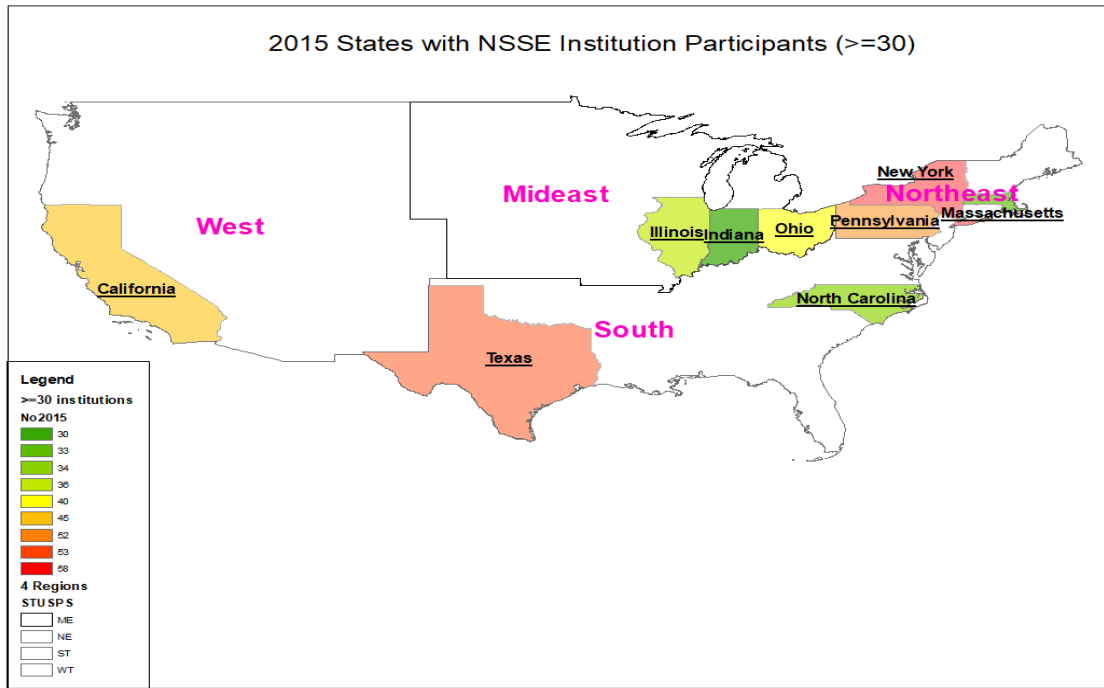 2015 States with NSSE Institution Participants (>=30)
New York
Mideast
Northeast
West
Massachusetts
Pennsylvania
Illinois
Indiana
Ohio
California
North Carolina
South
Texas
Legend
>=30 institutions
No2015
30
33
34
36
40
45
52
53
58
4 Regions
STUSPS
ME
NE
ST
WT